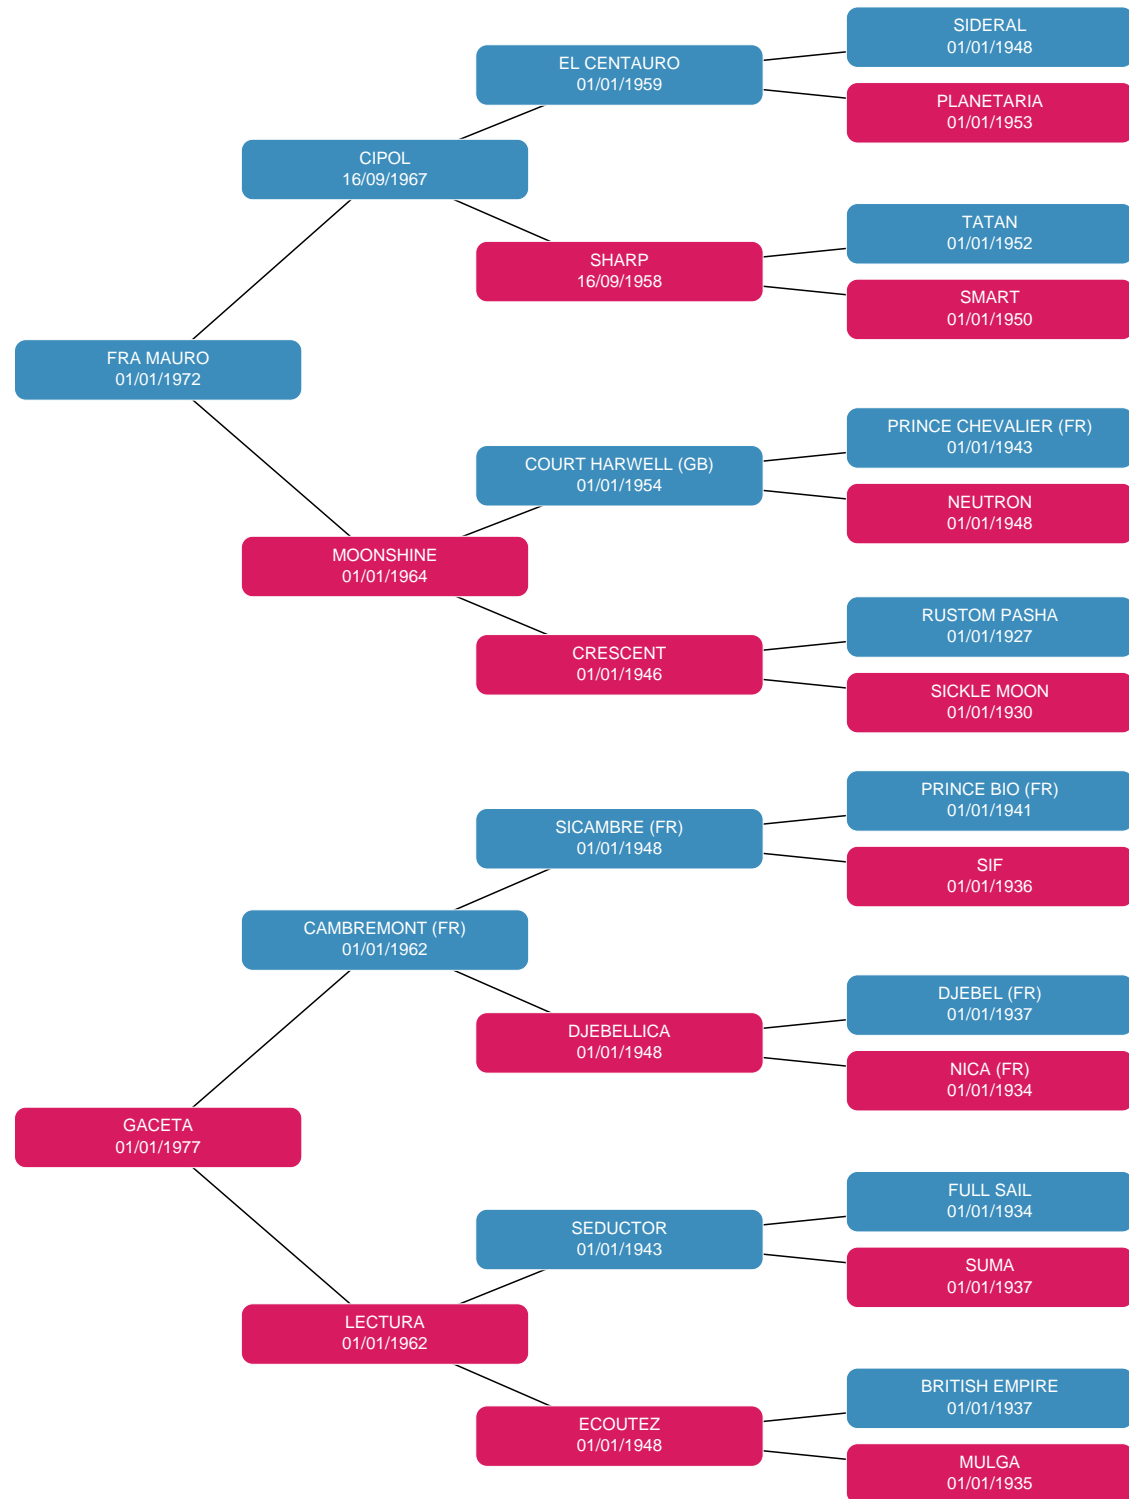 SIDERAL
01/01/1948
EL CENTAURO
01/01/1959
PLANETARIA
01/01/1953
CIPOL
16/09/1967
TATAN
01/01/1952
SHARP
16/09/1958
SMART
01/01/1950
FRA MAURO
01/01/1972
PRINCE CHEVALIER (FR)
01/01/1943
COURT HARWELL (GB)
01/01/1954
NEUTRON
01/01/1948
MOONSHINE
01/01/1964
RUSTOM PASHA
01/01/1927
CRESCENT
01/01/1946
SICKLE MOON
01/01/1930
PRINCE BIO (FR)
01/01/1941
SICAMBRE (FR)
01/01/1948
SIF
01/01/1936
CAMBREMONT (FR)
01/01/1962
DJEBEL (FR)
01/01/1937
DJEBELLICA
01/01/1948
NICA (FR)
01/01/1934
GACETA
01/01/1977
FULL SAIL
01/01/1934
SEDUCTOR
01/01/1943
SUMA
01/01/1937
LECTURA
01/01/1962
BRITISH EMPIRE
01/01/1937
ECOUTEZ
01/01/1948
MULGA
01/01/1935